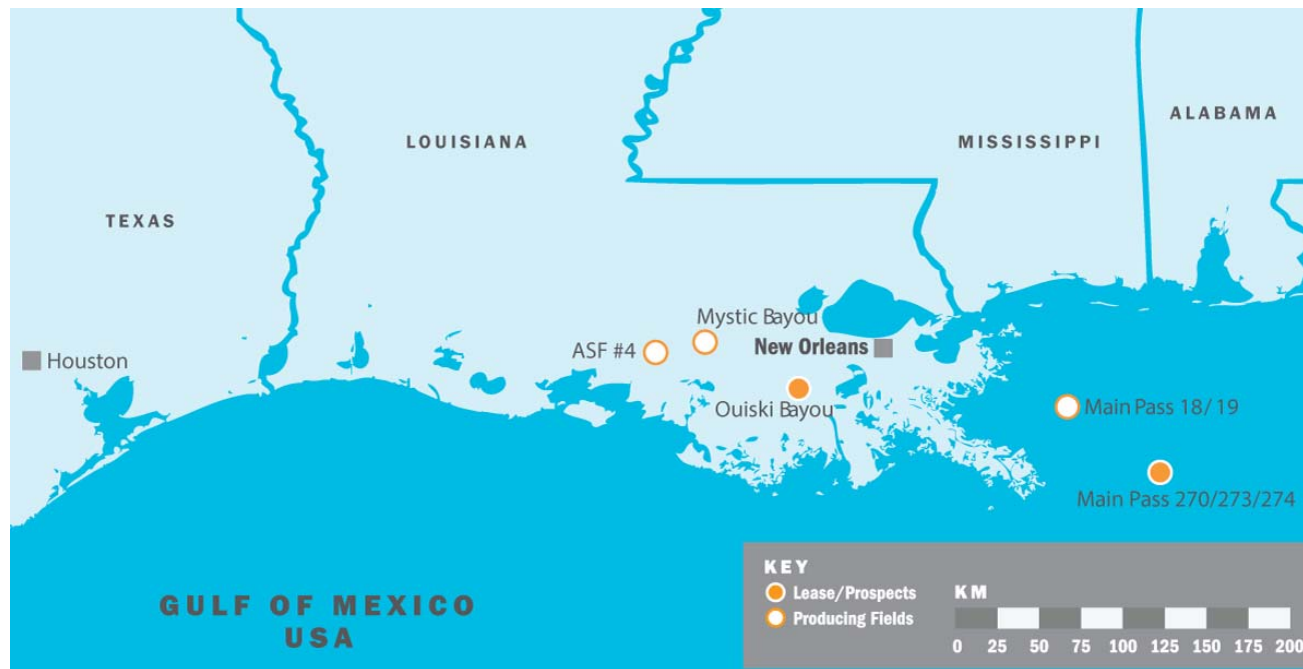 ALABAMA
LOUISIANA
MISSISSIPPI
TEXAS
Mystic Bayou
ASF #4
New Orleans
Houston
Ouiski Bayou
Main Pass 18/19
Main Pass 270/273/274
GULF OF MEXICO
USA
KEY
Lease/Prospects
Producing Fields
KM
0 25 50 75 100 125 150 175 200